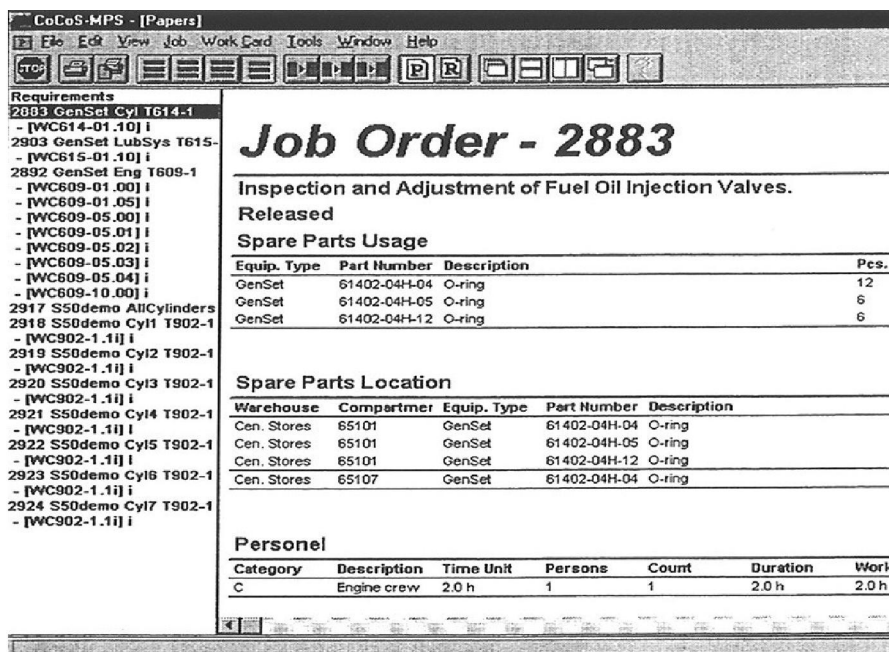 CoCoS-MPS - [Papers]
File Edit View Job Work Card Tools Window Help
STOP P R
Requirements
2883 GenSet Cyl T614-1
- [WC614-01.10] i
2903 GenSet LubSys T615-
- [WC615-01.10] i
2892 GenSet Eng T609-1
- [WC609-01.00] i
- [WC609-01.05] i
- [WC609-05.00] i
- [WC609-05.01] i
- [WC609-05.02] i
- [WC609-05.03] i
- [WC609-05.04] i
- [WC609-10.00] i
2917 S50demo AllCylinders
2918 S50demo Cyl1 T902-1
- [WC902-1.1i] i
2919 S50demo Cyl2 T902-1
- [WC902-1.1i] i
2920 S50demo Cyl3 T902-1
- [WC902-1.1i] i
2921 S50demo Cyl4 T902-1
- [WC902-1.1i] i
2922 S50demo Cyl5 T902-1
- [WC902-1.1i] i
2923 S50demo Cyl6 T902-1
- [WC902-1.1i] i
2924 S50demo Cyl7 T902-1
- [WC902-1.1i] i
Job Order - 2883
Inspection and Adjustment of Fuel Oil Injection Valves.
Released
Spare Parts Usage
Equip. Type Part Number Description Pcs.
GenSet 61402-04H-04 O-ring 12
GenSet 61402-04H-05 O-ring 6
GenSet 61402-04H-12 O-ring 6
Spare Parts Location
Warehouse Compartmer Equip. Type Part Number Description
Cen. Stores 65101 GenSet 61402-04H-04 O-ring
Cen. Stores 65101 GenSet 61402-04H-05 O-ring
Cen. Stores 65101 GenSet 61402-04H-12 O-ring
Cen. Stores 65107 GenSet 61402-04H-04 O-ring
Personel
Category Description Time Unit Persons Count Duration Work
C Engine crew 2.0 h 1 1 2.0 h 2.0 h